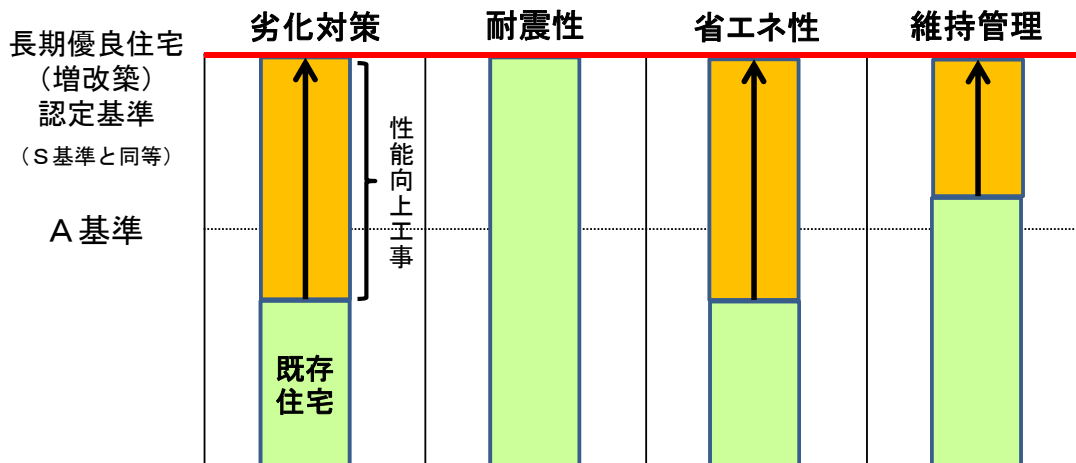 劣化対策
耐震性
省エネ性
維持管理
長期優良住宅
（増改築）
認定基準
（Ｓ基準と同等）
Ａ基準
性能向上工事
既存
住宅